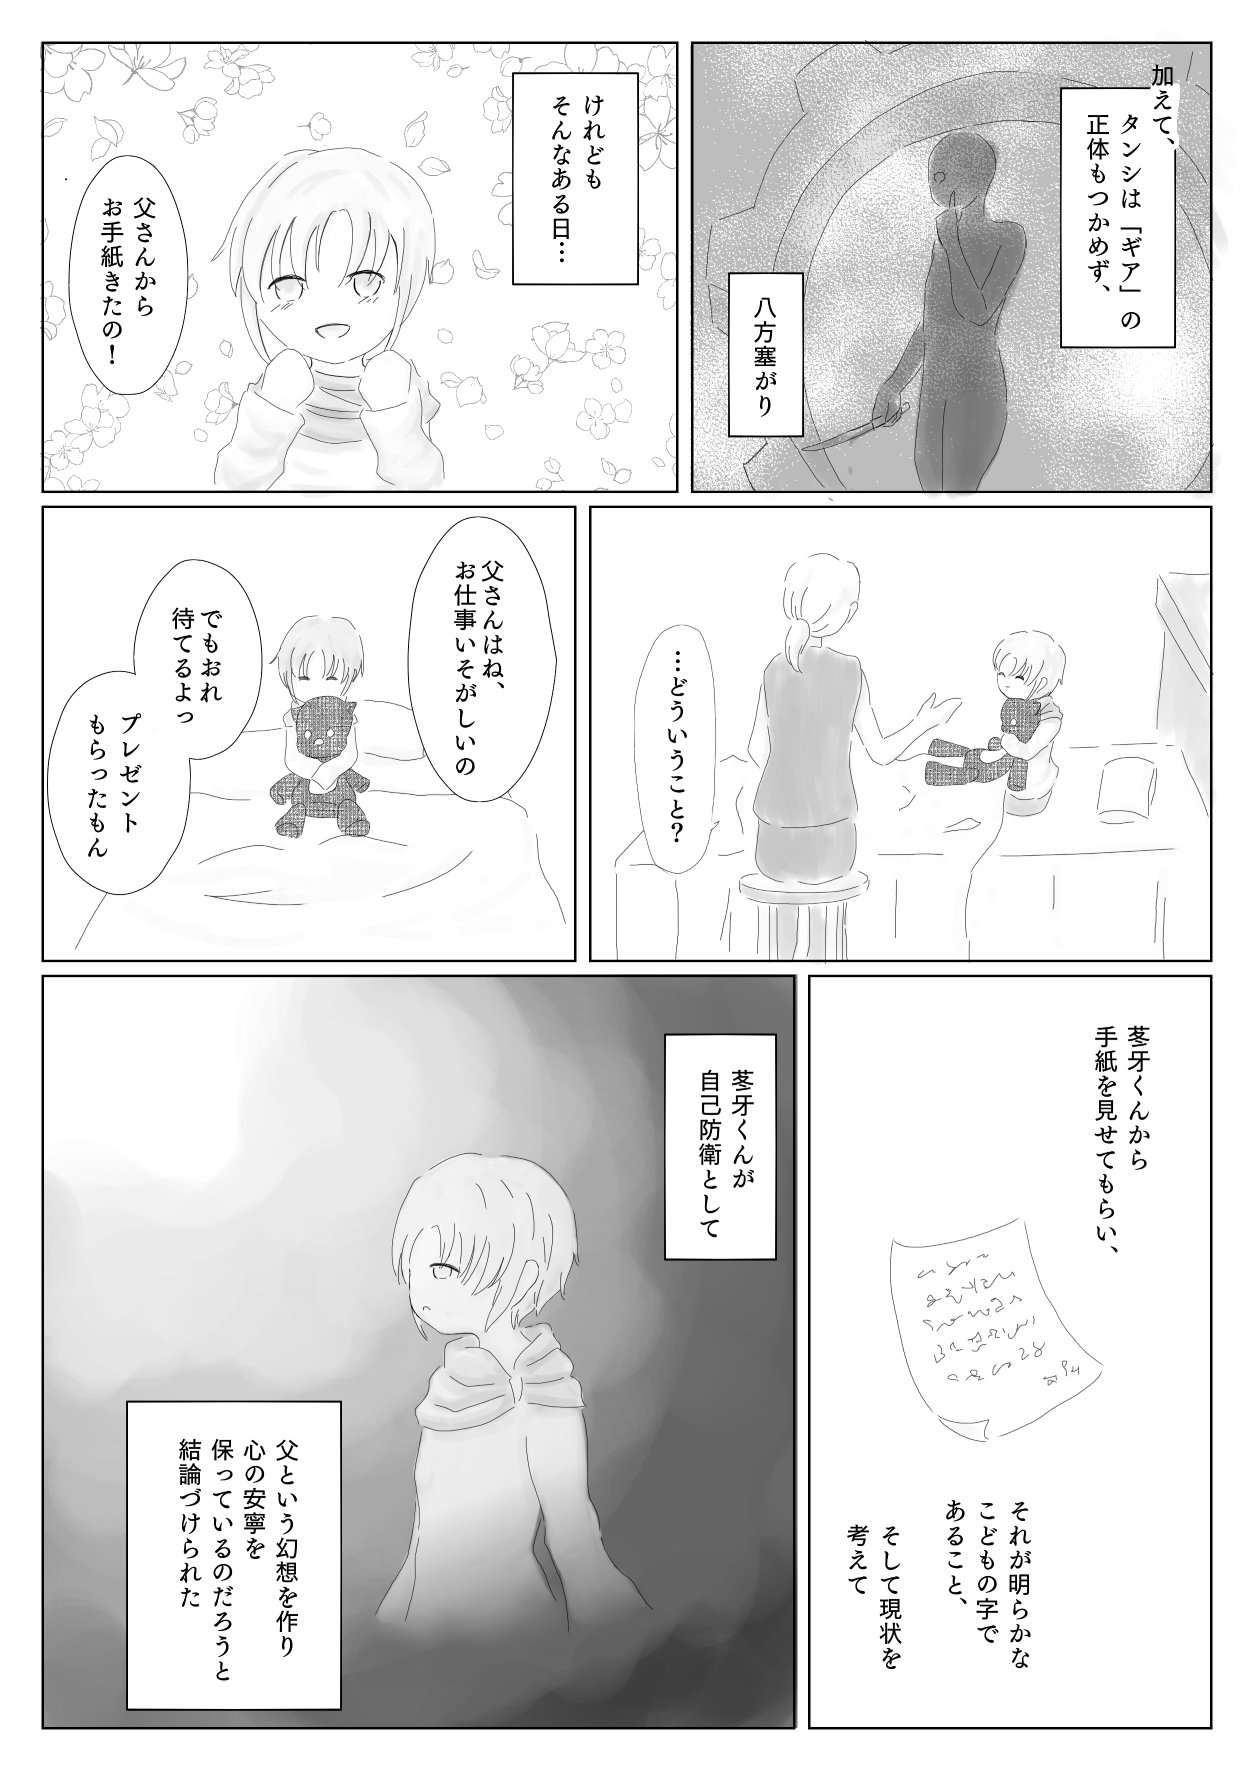 加えて、
タンシは「ギア」の
正体もつかめず、
八方塞がり
けれども
そんなある日…
父さんから
お手紙きたの！
…どういうこと？
父さんはね、
お仕事いそがしいの
でもおれ
待てるよっ
プレゼント
もらったもん
茎牙くんから
手紙を見せてもらい、
それが明らかな
こどもの字で
あること、
そして現状を
考えて
茎牙くんが
自己防衛として
父という幻想を作り
心の安寧を
保っているのだろうと
結論づけられた